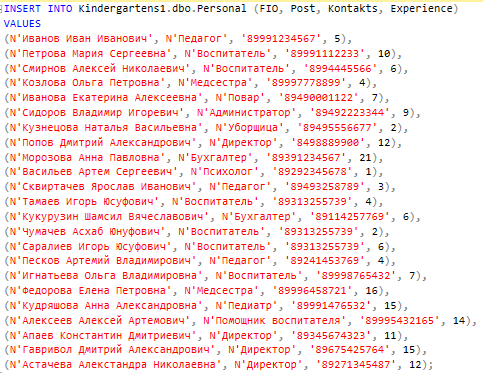 INSERT INTO Kindergartens1.dbo.Personal (FIO, Post, Kontakts, Experience)
VALUES
(N'Иванов Иван Иванович', N'Педагог', '89991234567', 5),
(N'Петрова Мария Сергеевна', N'Воспитатель', '89991112233', 10),
(N'Смирнов Алексей Николаевич', N'Воспитатель', '8994445566', 6),
(N'Козлова Ольга Петровна', N'Медсестра', '89997778899', 4),
(N'Иванова Екатерина Алексеевна', N'Повар', '89490001122', 7),
(N'Сидоров Владимир Игоревич', N'Администратор', '89492223344', 9),
(N'Кузнецова Наталья Васильевна', N'Уборщица', '89495556677', 2),
(N'Попов Дмитрий Александрович', N'Директор', '8498889900', 12),
(N'Морозова Анна Павловна', N'Бухгалтер', '89391234567', 21),
(N'Васильев Артем Сергеевич', N'Психолог', '89292345678', 1),
(N'Сквиртачев Ярослав Иванович', N'Педагог', '89493258789', 3),
(N'Тамаев Игорь Юсуфович', N'Воспитатель', '89313255739', 4),
(N'Кукурузин Шамсил Вячеславович', N'Бухгалтер', '89114257769', 6),
(N'Чумачев Асхаб Юнуфович', N'Воспитатель', '89313255739', 2),
(N'Саралиев Игорь Юсуфович', N'Воспитатель', '89313255739', 6),
(N'Песков Артемий Владимирович', N'Педагог', '89241453769', 4),
(N'Игнатьева Ольга Владимировна', N'Воспитатель', '89998765432', 7),
(N'Федорова Елена Петровна', N'Медсестра', '89996458721', 16),
(N'Кудряшова Анна Александровна', N'Педиатр', '89991476532', 15),
(N'Алексеев Алексей Артемович', N'Помощник воспитателя', '89995432165', 14),
(N'Апаев Константин Дмитриевич', N'Директор', '89345674323', 11),
(N'Гавривол Дмитрий Александрович', N'Директор', '89675425764', 15),
(N'Астачева Алекстандра Николаевна', N'Директор', '89271345487', 12);